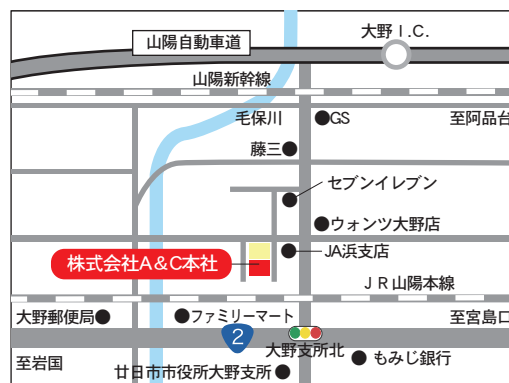 大野 I.C.
山陽自動車道
山陽新幹線
毛保川
GS
至阿品台
藤三
セブンイレブン
ウォンツ大野店
JA浜支店
株式会社A&C本社
JR山陽本線
大野郵便局
ファミリーマート
至宮島口
2
大野支所北
もみじ銀行
至岩国
廿日市市役所大野支所